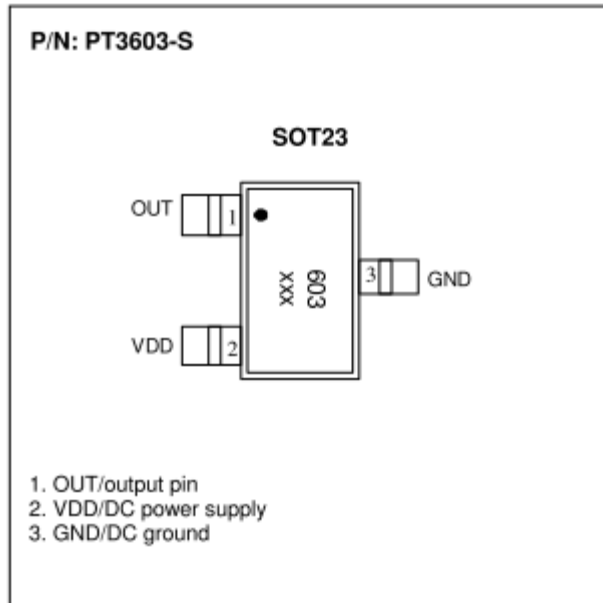 P/N: PT3603-S
SOT23
OUT
1
603
xxx
3
GND
VDD
2
1. OUT/output pin
2. VDD/DC power supply
3. GND/DC ground